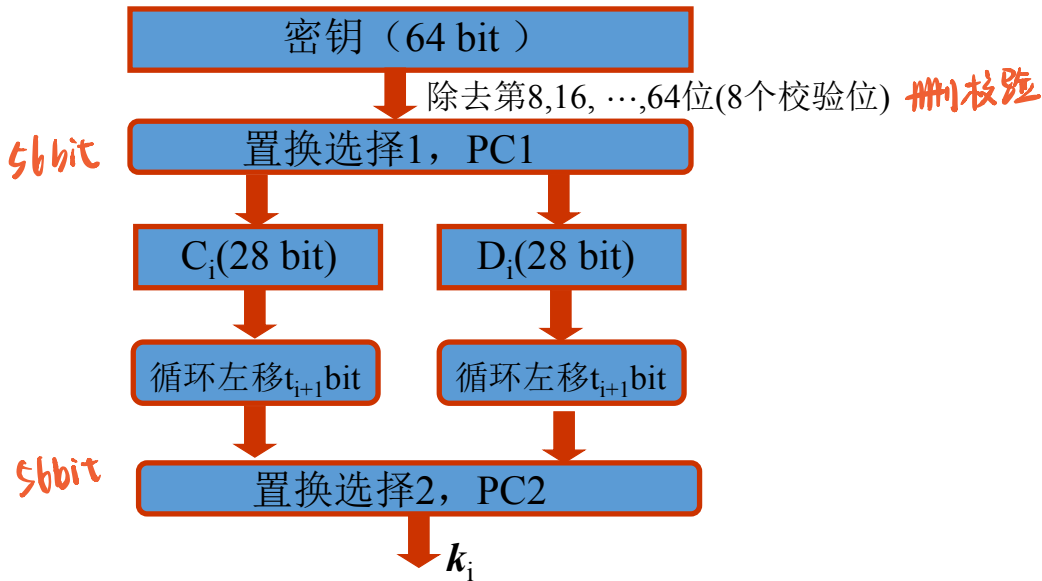 密钥（64 bit ）
除去第8,16, ⋯,64位(8个校验位) 删校验
56bit
置换选择1，PC1
Ci(28 bit) Di(28 bit)
循环左移ti+1bit 循环左移ti+1bit
56bit
置换选择2，PC2
ki